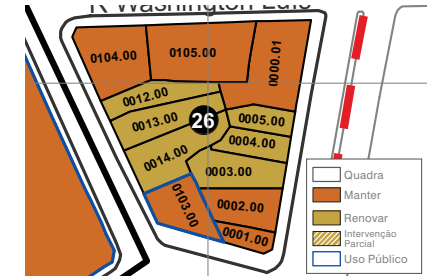 R Washington Luis
0104.00
0105.00
0000.01
0012.00
0013.00
26
0005.00
0004.00
0014.00
0003.00
0103.00
0002.00
0001.00
Quadra
Manter
Renovar
Intervenção
Parcial
Uso Público